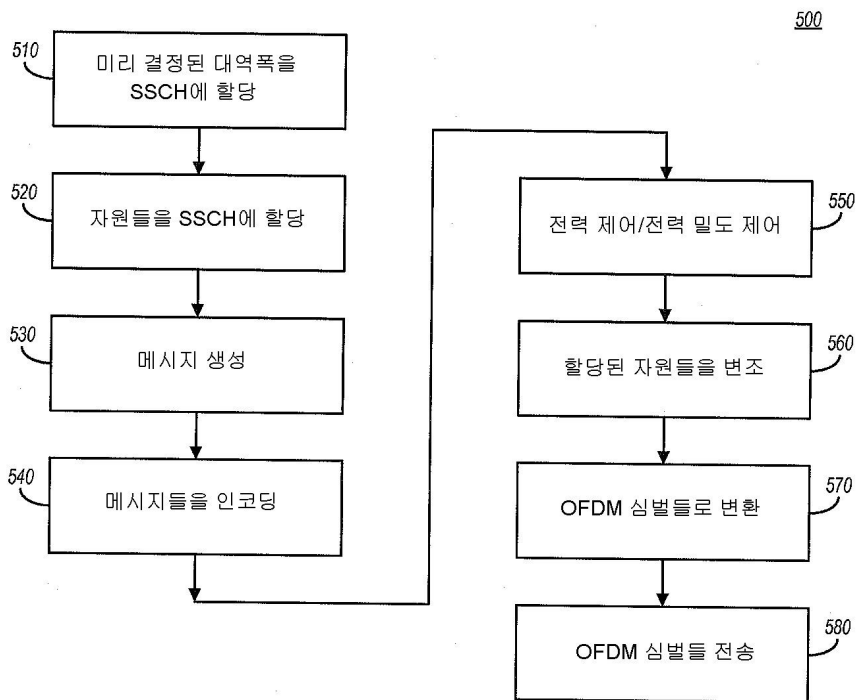 500
510
미리 결정된 대역폭을
SSCH에 할당
520
자원들을 SSCH에 할당
530
메시지 생성
540
메시지들을 인코딩
550
전력 제어/전력 밀도 제어
560
할당된 자원들을 변조
570
OFDM 심벌들로 변환
580
OFDM 심벌들 전송